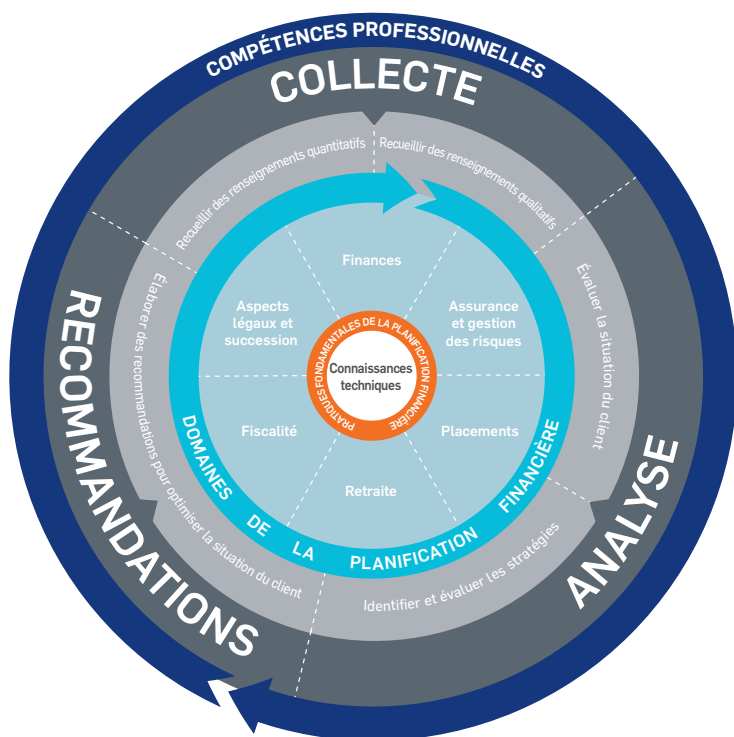 COMPÉTENCES PROFESSIONNELLES
COLLECTE
Recueillir des renseignements quantitatifs
Recueillir des renseignements qualitatifs
Évaluer la situation du client
ANALYSE
Identifier et évaluer les stratégies
RECOMMANDATIONS
Élaborer des recommandations pour optimiser la situation du client
DOMAINES DE LA PLANIFICATION FINANCIÈRE
Finances
Assurance
et gestion
des risques
Placements
Retraite
Fiscalité
Aspects
légaux et
succession
PRATIQUES FONDAMENTALES DE LA PLANIFICATION FINANCIÈRE
Connaissances
techniques